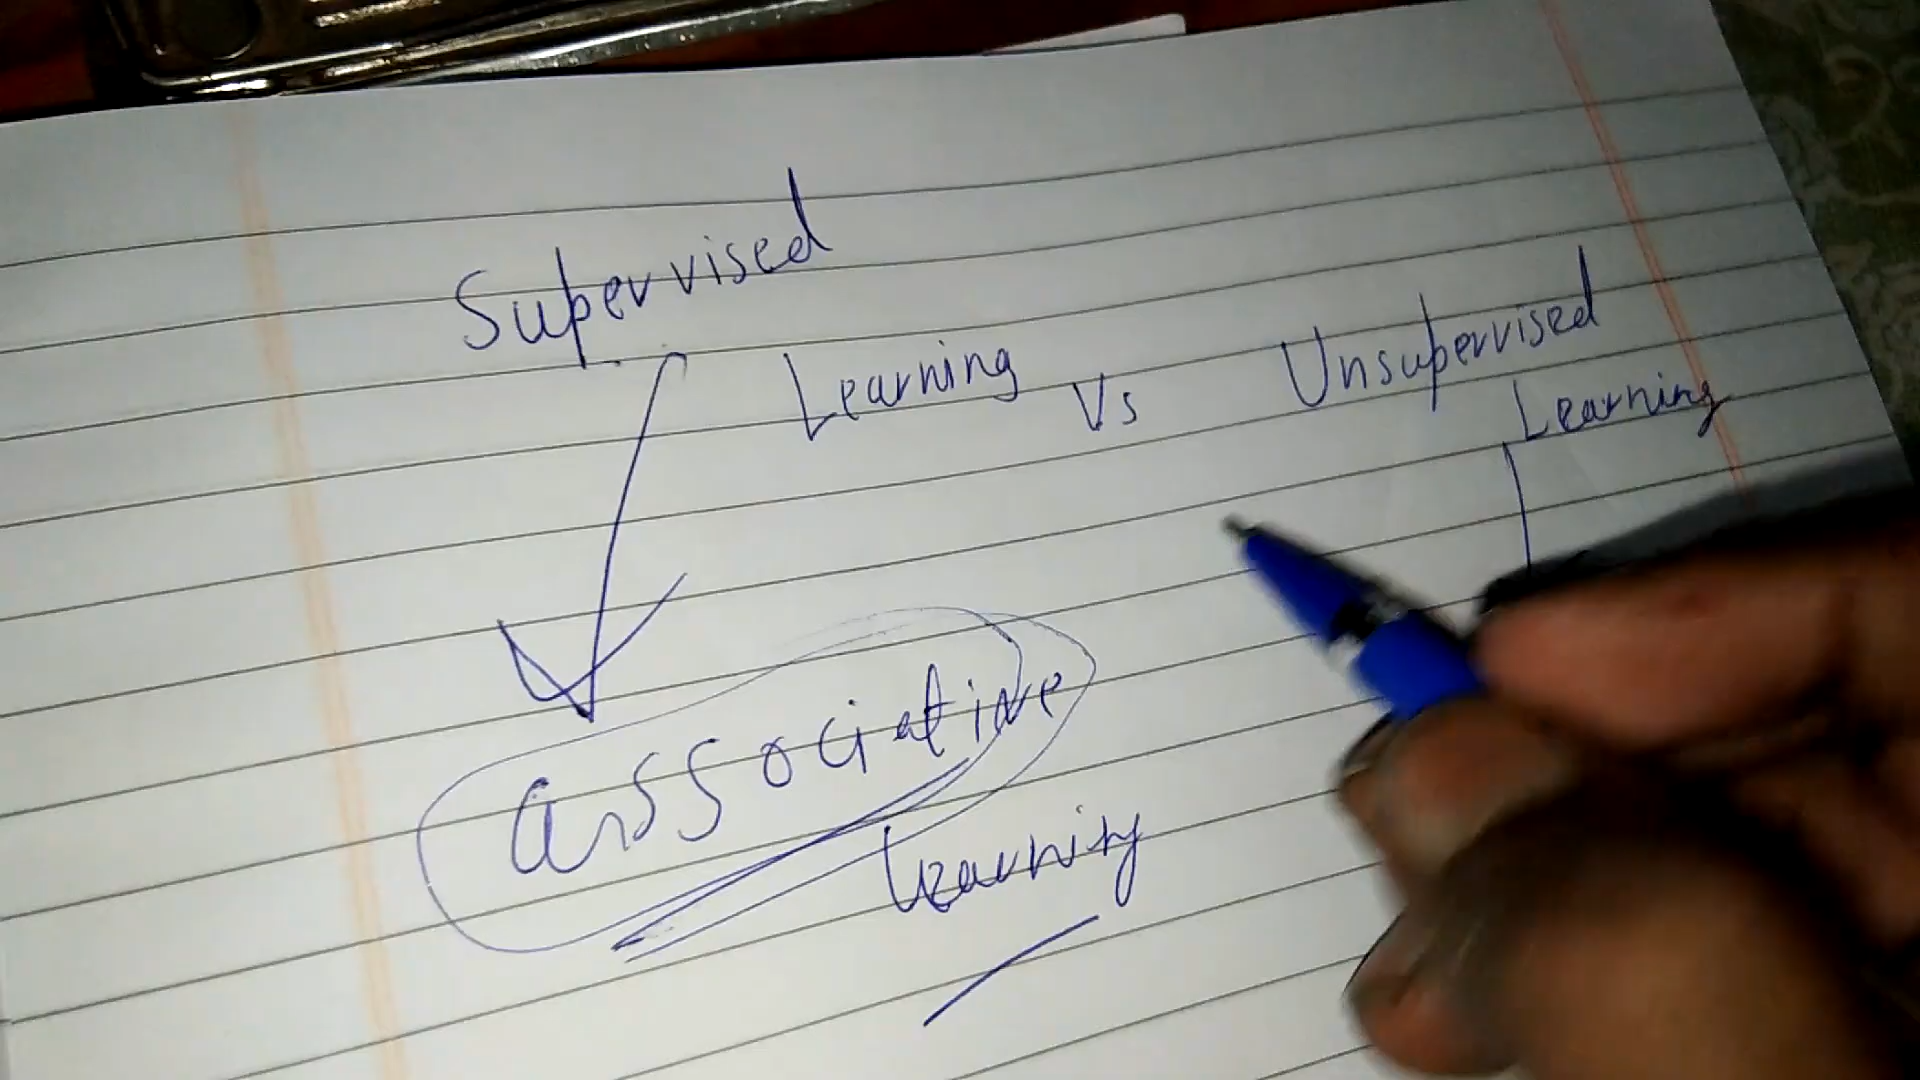 Supervised
Learning Vs Unsupervised
Learning
associative
Learning